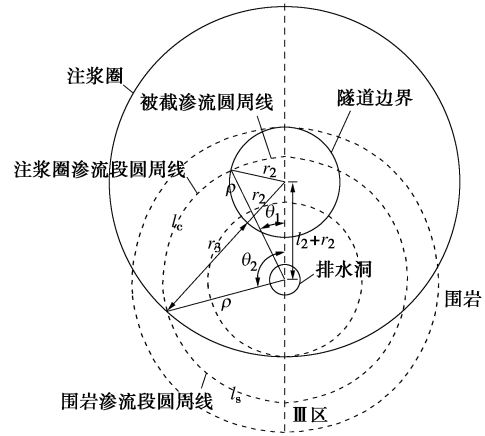 注浆圈
被截渗流圆周线
隧道边界
注浆圈渗流段圆周线
r₂
ρ
r₂
θ₁
l_c
r₃
l₂+r₂
θ₂
排水洞
ρ
围岩
围岩渗流段圆周线
l_s
III区